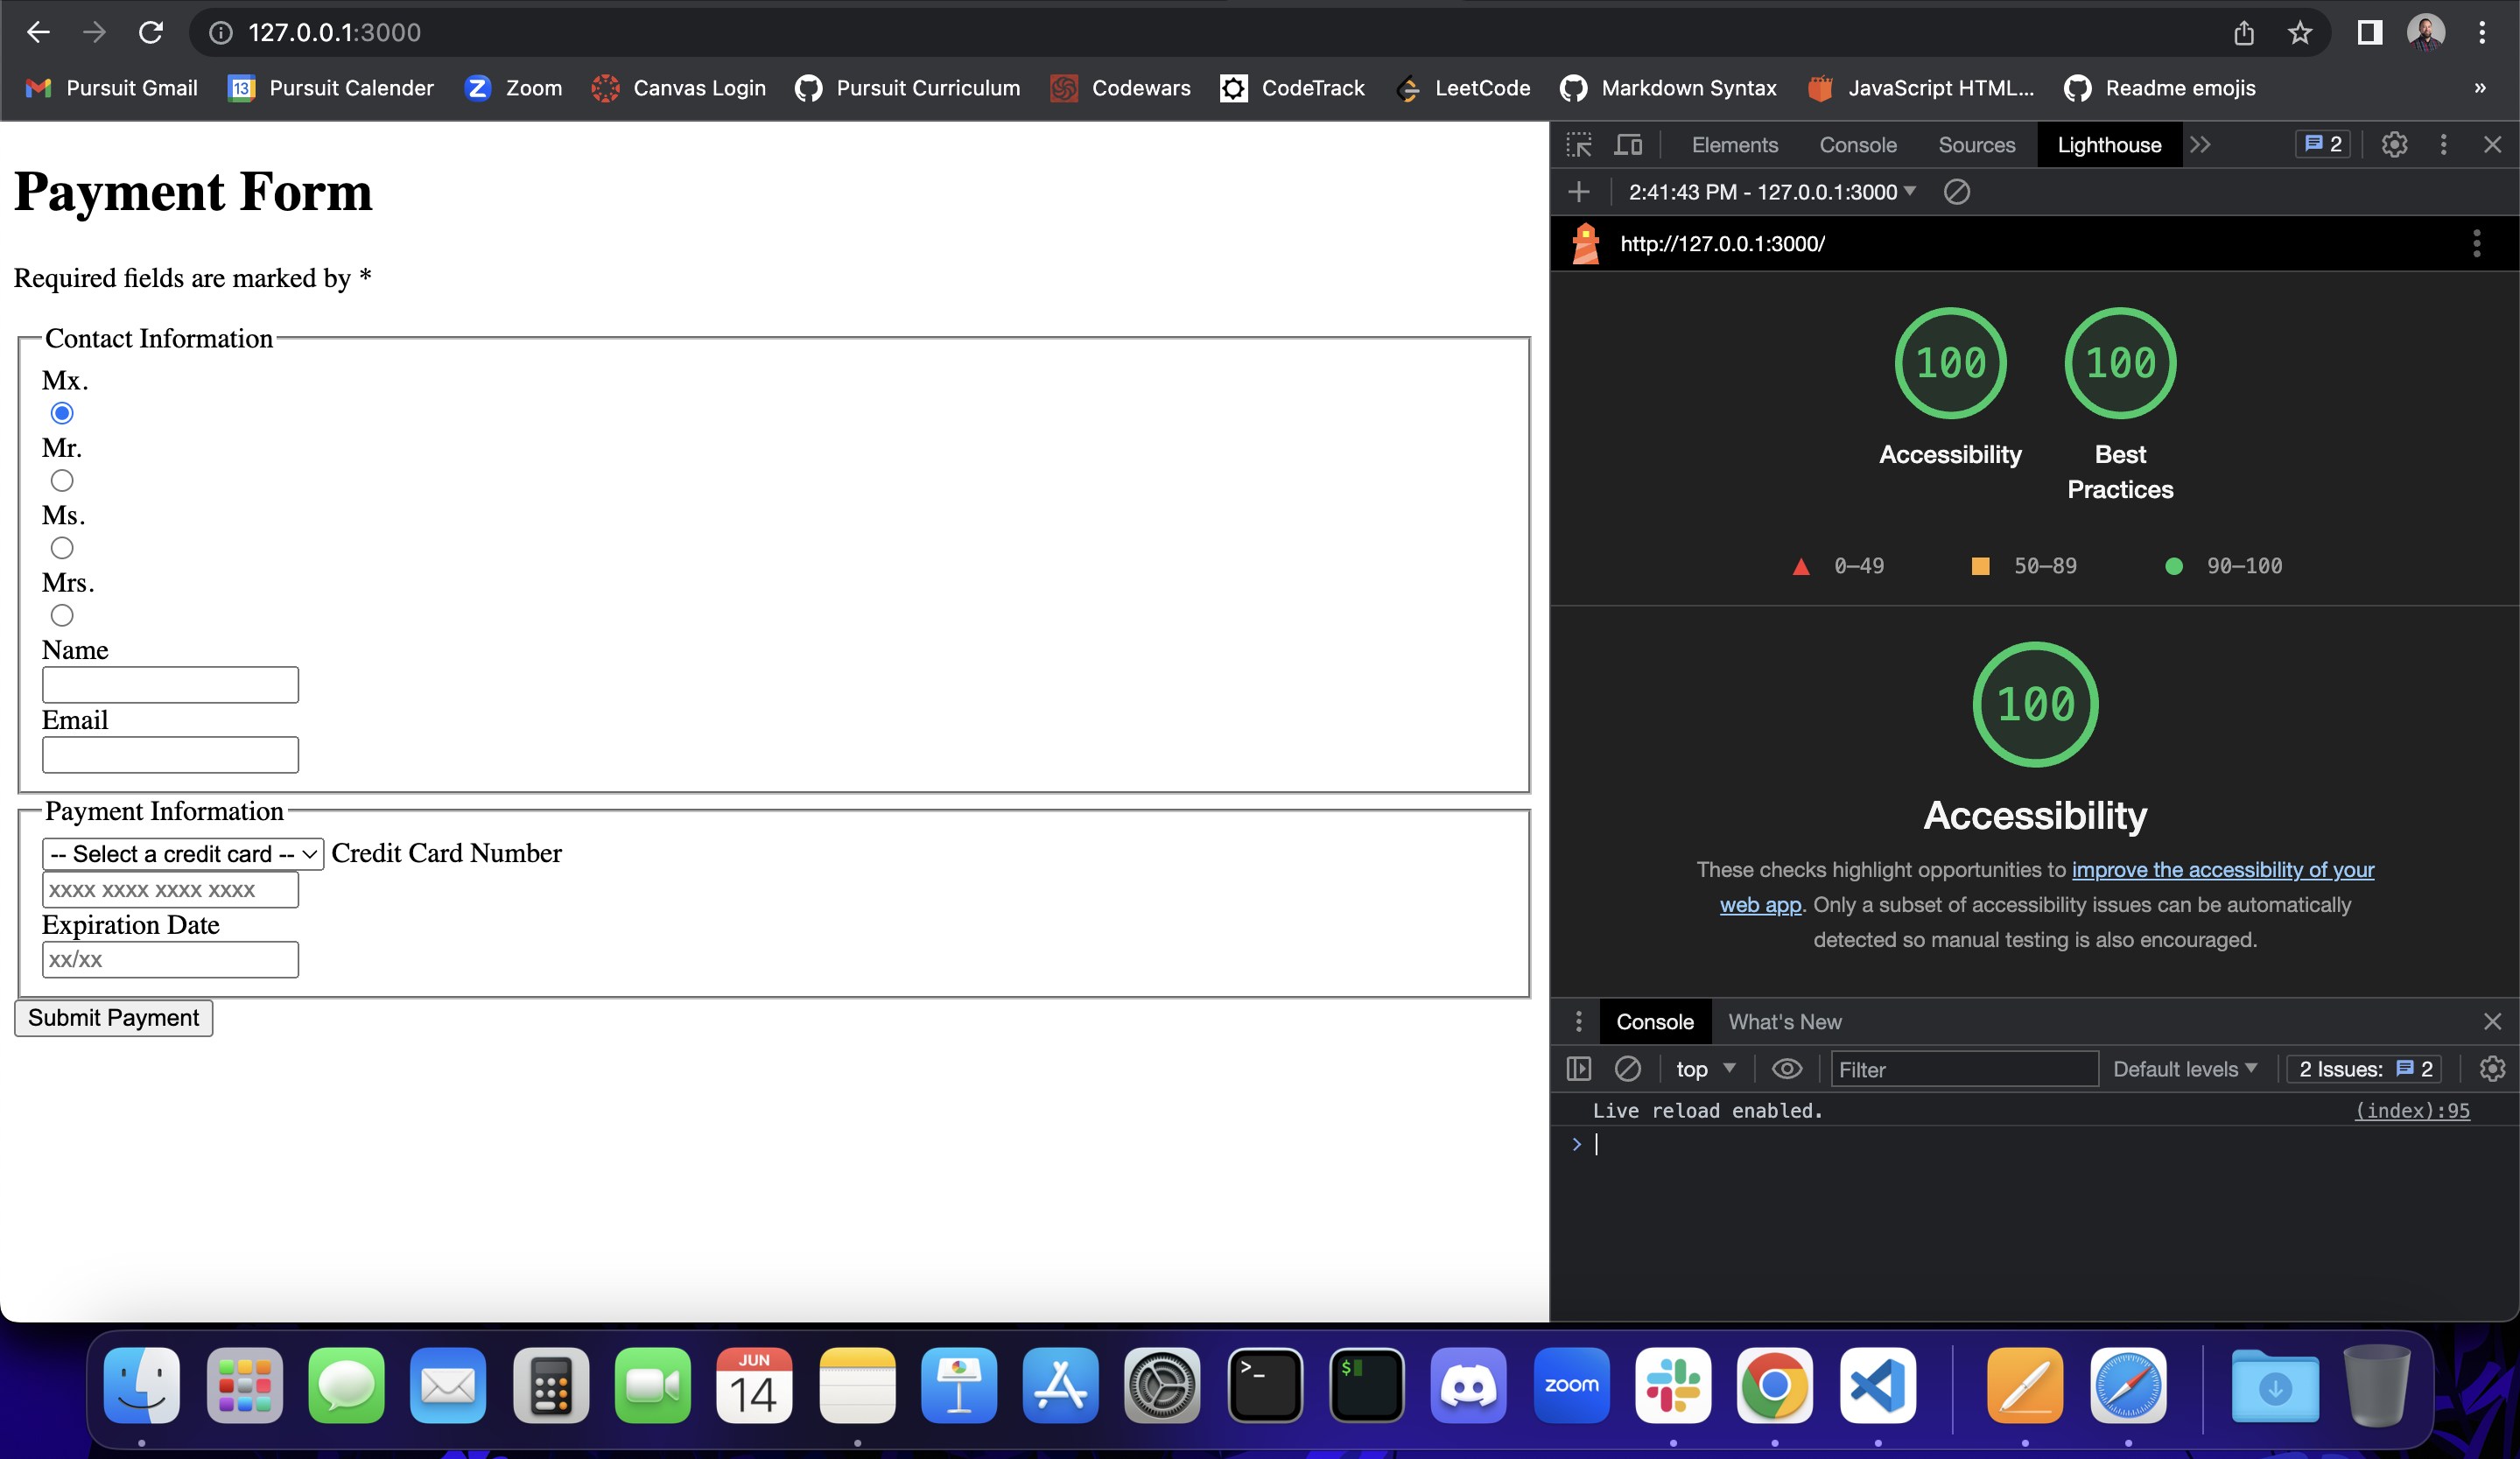 127.0.0.1:3000
Pursuit Gmail
13
Pursuit Calender
Z
Zoom
Canvas Login
Pursuit Curriculum
Codewars
CodeTrack
LeetCode
Markdown Syntax
JavaScript HTML...
Readme emojis
»
Payment Form
Required fields are marked by *
Contact Information
Mx.
Mr.
Ms.
Mrs.
Name
Email
Payment Information
-- Select a credit card -- Credit Card Number
xxxx xxxx xxxx xxxx
Expiration Date
xx/xx
Submit Payment
Elements
Console
Sources
Lighthouse
2
2:41:43 PM - 127.0.0.1:3000
http://127.0.0.1:3000/
100
100
Accessibility
Best
Practices
0–49
50–89
90–100
100
Accessibility
These checks highlight opportunities to improve the accessibility of your
web app. Only a subset of accessibility issues can be automatically
detected so manual testing is also encouraged.
Console
What's New
top
Filter
Default levels
2 Issues: 2
Live reload enabled.
(index):95
>
JUN
14
>_
$
zoom